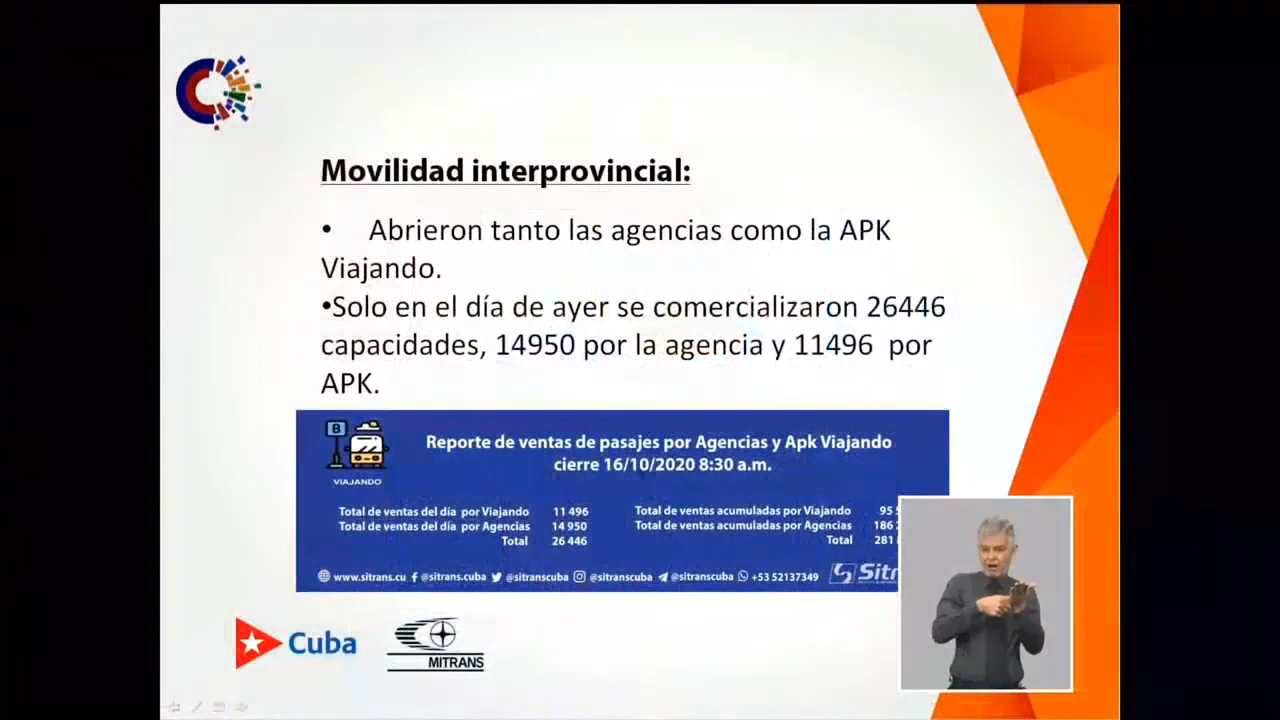 Movilidad interprovincial:
• Abrieron tanto las agencias como la APK
Viajando.
•Solo en el día de ayer se comercializaron 26446
capacidades, 14950 por la agencia y 11496 por
APK.
B
VIAJANDO
Reporte de ventas de pasajes por Agencias y Apk Viajando
cierre 16/10/2020 8:30 a.m.
Total de ventas del día por Viajando 11 496
Total de ventas del día por Agencias 14 950
Total 26 446
Total de ventas acumuladas por Viajando 95
Total de ventas acumuladas por Agencias 186
Total 281
www.sitrans.cu @sitrans.cuba @sitranscuba @sitranscuba @sitranscuba +53 52137349
Sitr
Cuba
MITRANS